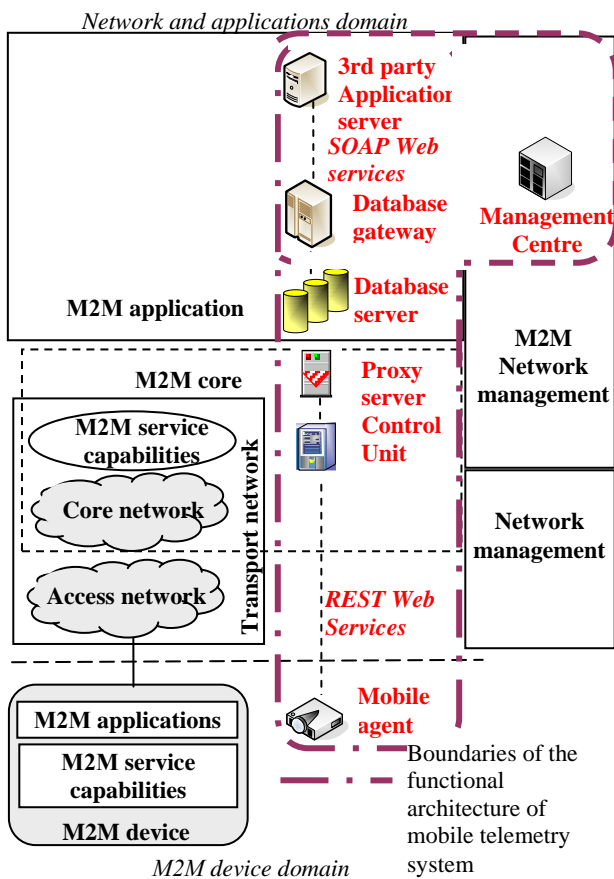 Network and applications domain
3rd party
Application
server
SOAP Web
services
Database
gateway
Management
Centre
Database
server
M2M application
M2M
Network
management
M2M core
Proxy
server
Control
Unit
M2M service
capabilities
Core network
Transport network
Network
management
Access network
REST Web
Services
M2M applications
M2M service
capabilities
M2M device
Mobile
agent
Boundaries of the
functional
architecture of
mobile telemetry
system
M2M device domain